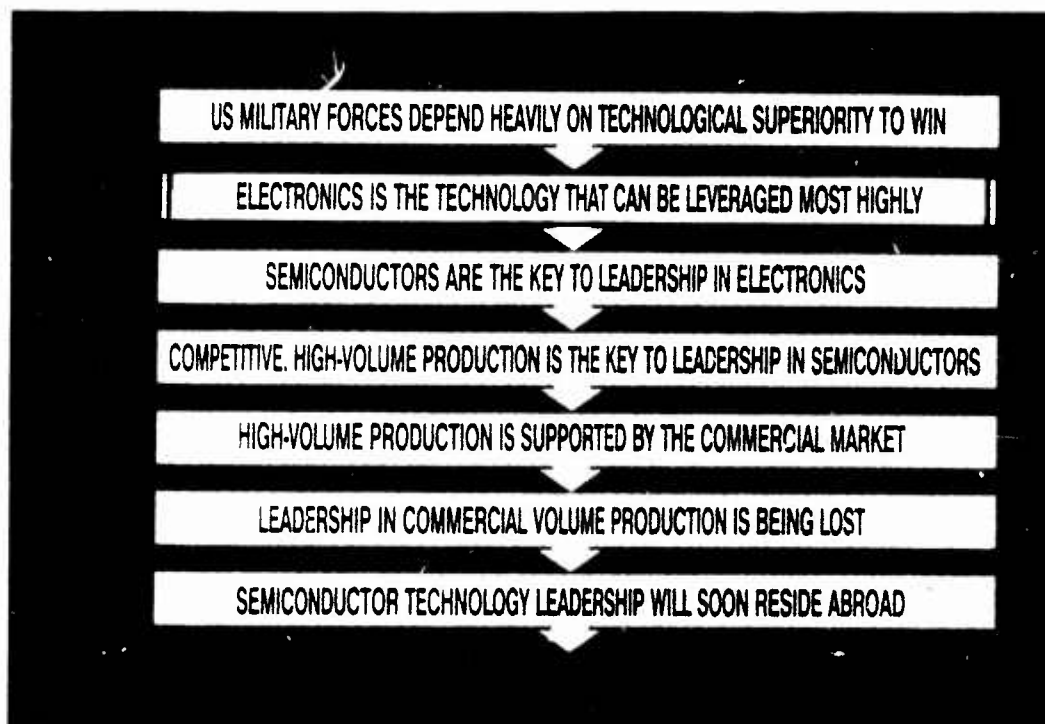 US MILITARY FORCES DEPEND HEAVILY ON TECHNOLOGICAL SUPERIORITY TO WIN
ELECTRONICS IS THE TECHNOLOGY THAT CAN BE LEVERAGED MOST HIGHLY
SEMICONDUCTORS ARE THE KEY TO LEADERSHIP IN ELECTRONICS
COMPETITIVE, HIGH-VOLUME PRODUCTION IS THE KEY TO LEADERSHIP IN SEMICONDUCTORS
HIGH-VOLUME PRODUCTION IS SUPPORTED BY THE COMMERCIAL MARKET
LEADERSHIP IN COMMERCIAL VOLUME PRODUCTION IS BEING LOST
SEMICONDUCTOR TECHNOLOGY LEADERSHIP WILL SOON RESIDE ABROAD